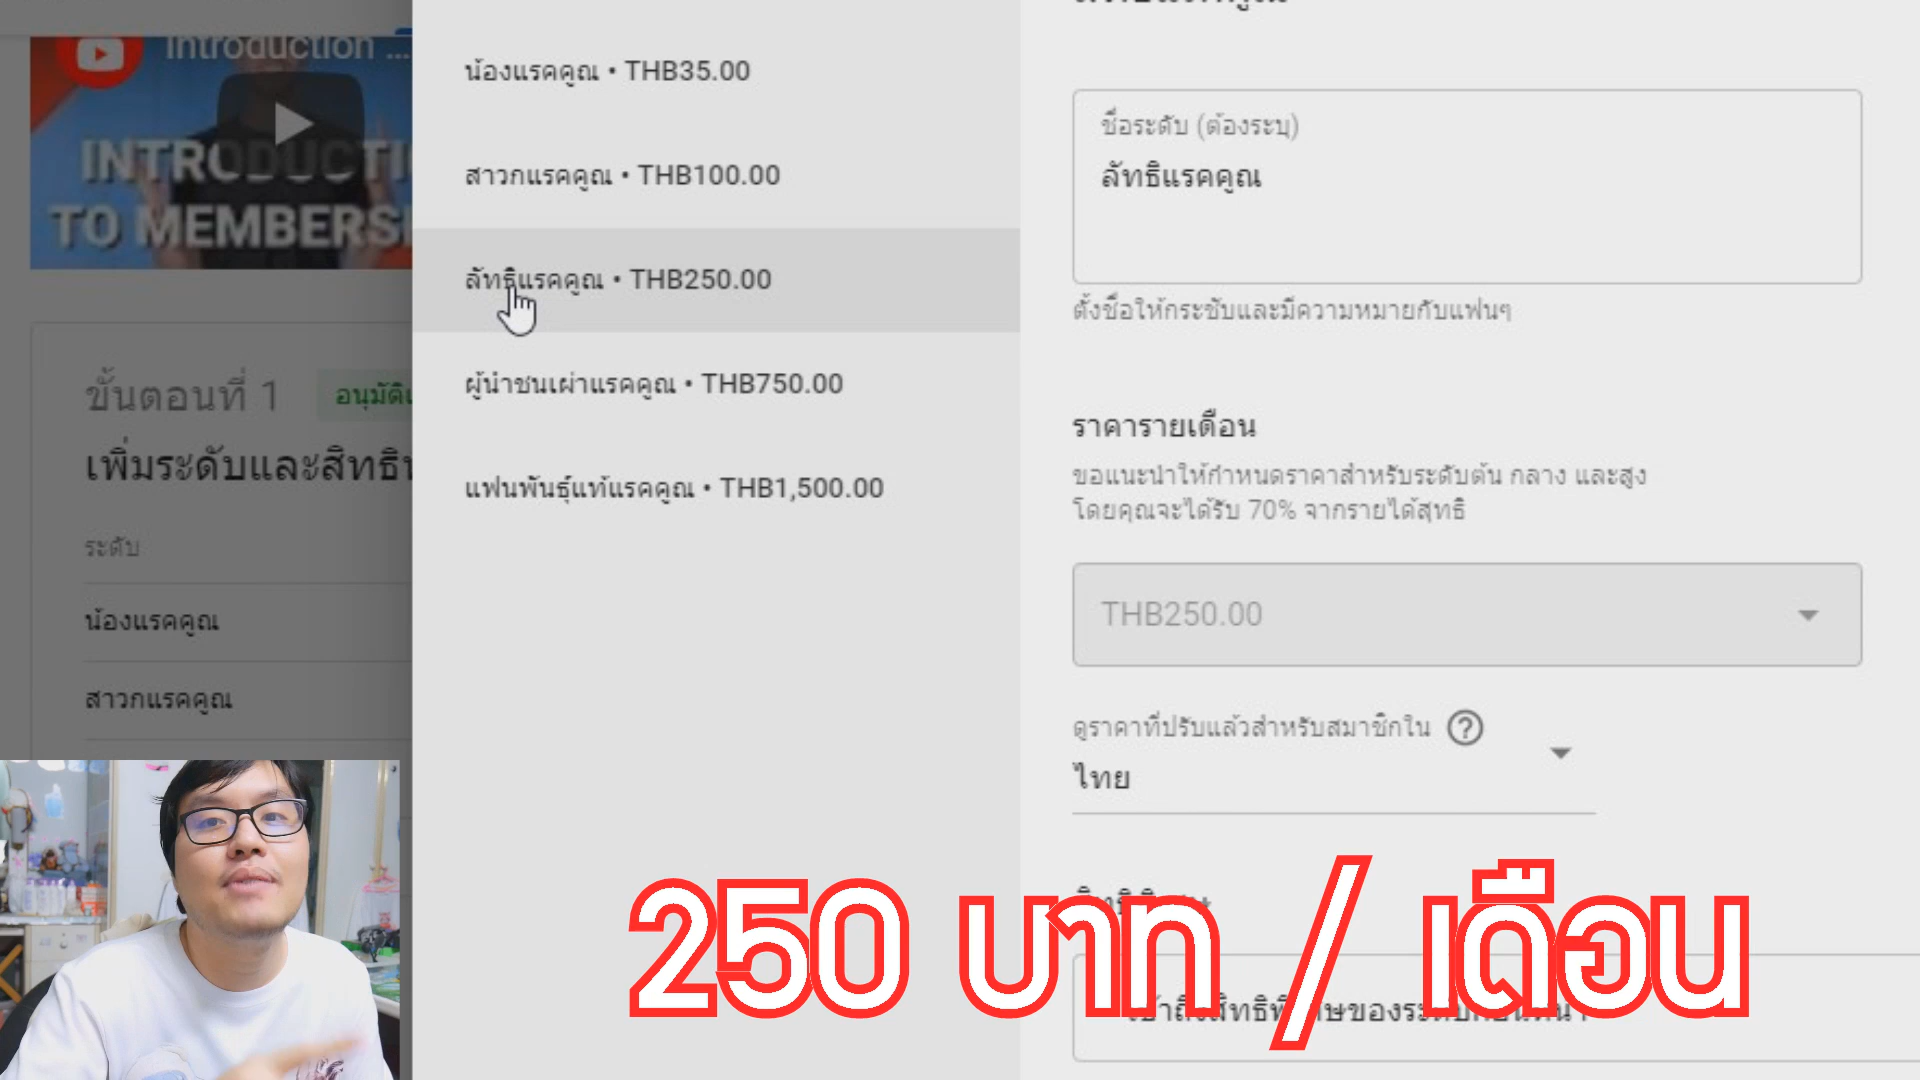 Introduction ...
INTRODUCTI
TO MEMBERS
ขั้นตอนที่ 1
เพิ่มระดับและสิทธิ
ระดับ
น้องแรคคูณ
สาวกแรคคูณ
น้องแรคคูณ • THB35.00
สาวกแรคคูณ • THB100.00
ลัทธิแรคคูณ • THB250.00
ผู้นำชนเผ่าแรคคูณ • THB750.00
แฟนพันธุ์แท้แรคคูณ • THB1,500.00
ชื่อระดับ (ต้องระบุ)
ลัทธิแรคคูณ
ตั้งชื่อให้กระชับและมีความหมายกับแฟนๆ
ราคารายเดือน
ขอแนะนำให้กำหนดราคาสำหรับระดับต้น กลาง และสูง
โดยคุณจะได้รับ 70% จากรายได้สุทธิ
THB250.00
ดูราคาที่ปรับแล้วสำหรับสมาชิกใน
ไทย
250 บาท / เดือน